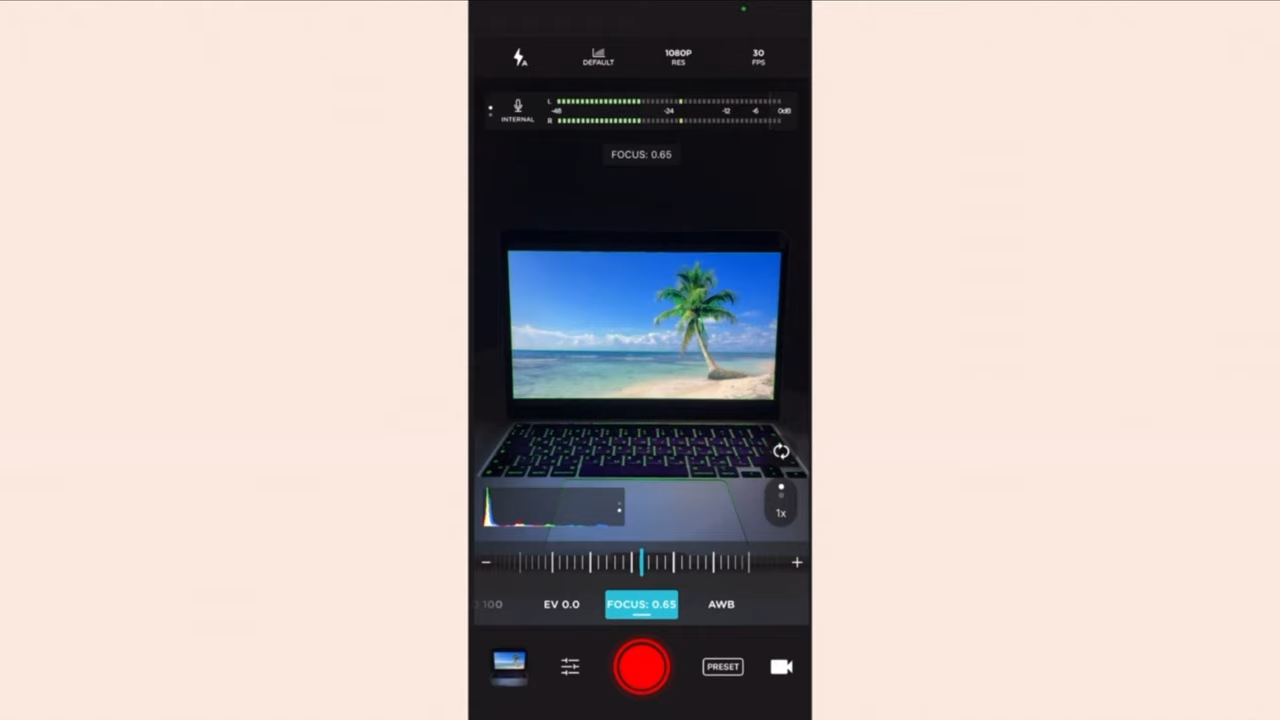 A
DEFAULT
1080P
RES
30
FPS
INTERNAL
L
-48 -24 -12 -6 0dB
R
FOCUS: 0.65
1x
100 EV 0.0 FOCUS: 0.65 AWB
PRESET